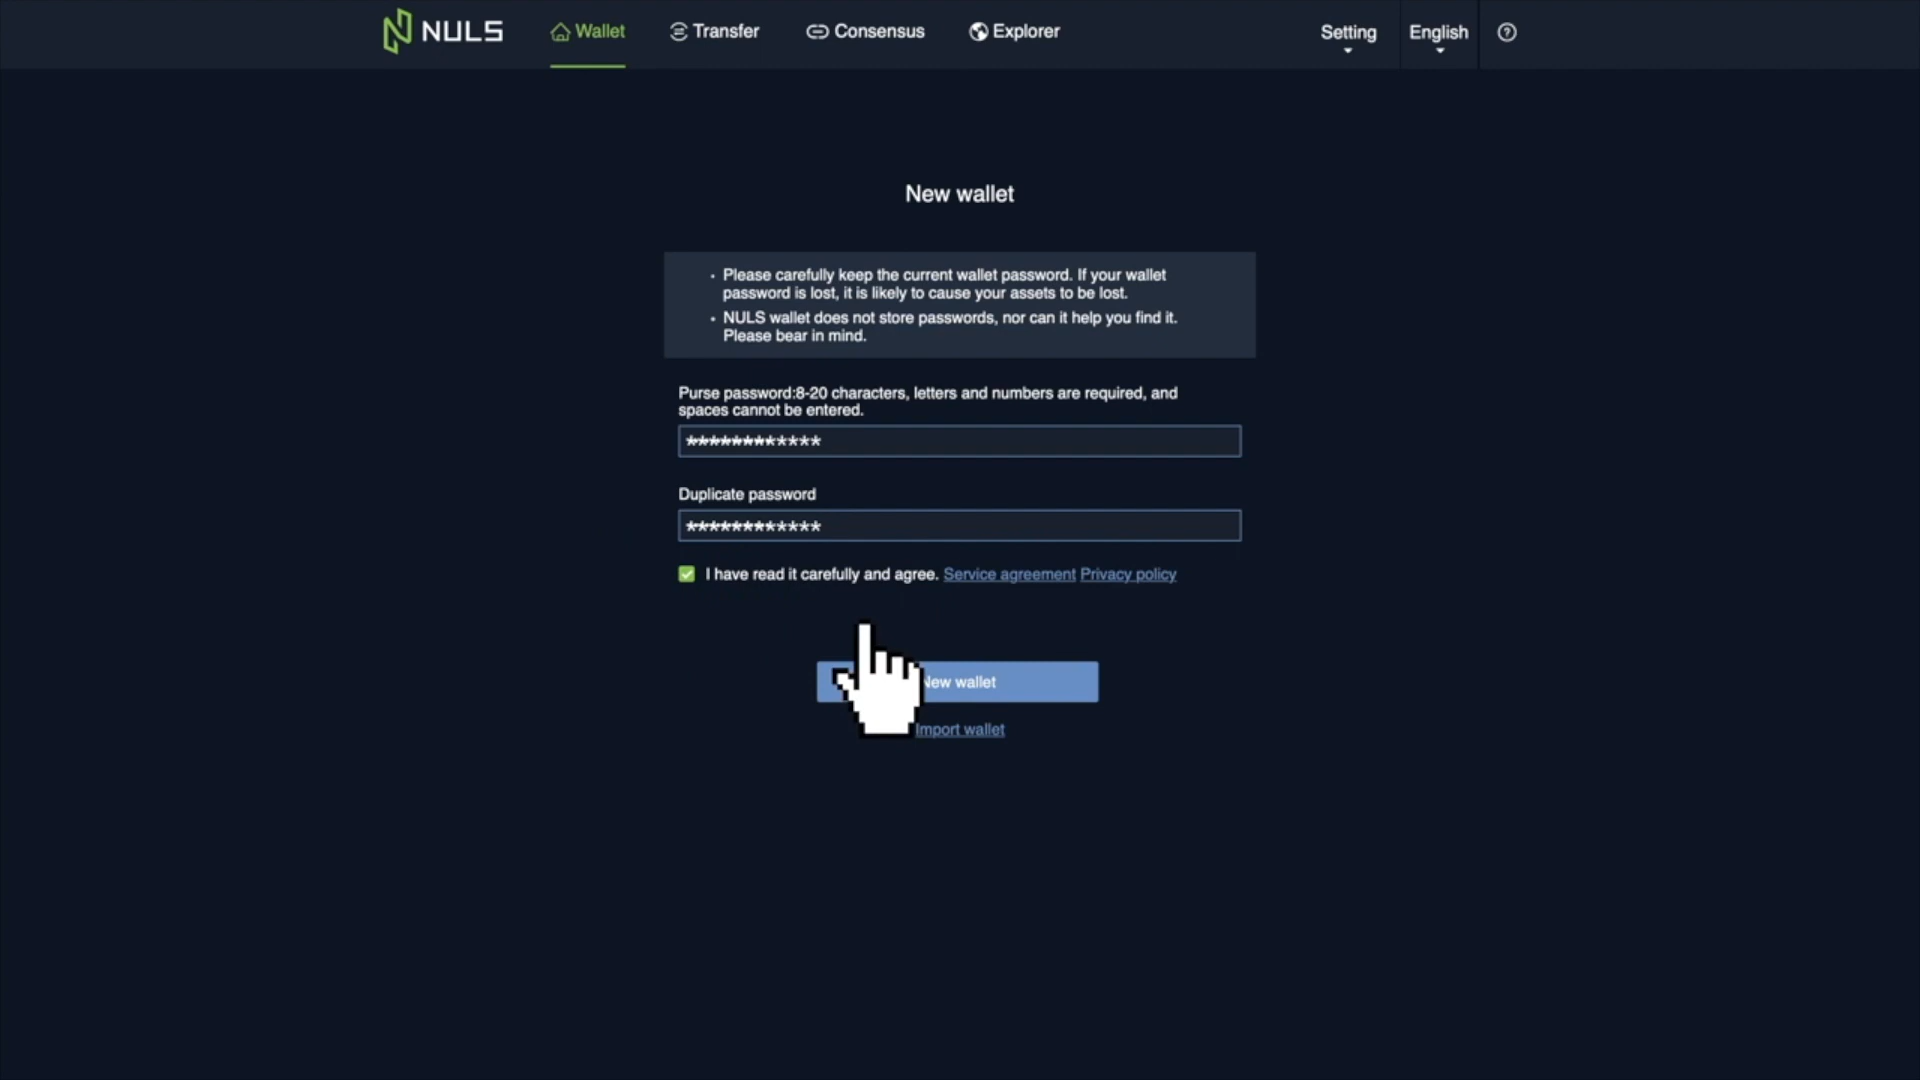 NULS Wallet Transfer Consensus Explorer Setting English
New wallet
· Please carefully keep the current wallet password. If your wallet
password is lost, it is likely to cause your assets to be lost.
· NULS wallet does not store passwords, nor can it help you find it.
Please bear in mind.
Purse password:8-20 characters, letters and numbers are required, and
spaces cannot be entered.
************
Duplicate password
************
I have read it carefully and agree. Service agreement Privacy policy
New wallet
Import wallet